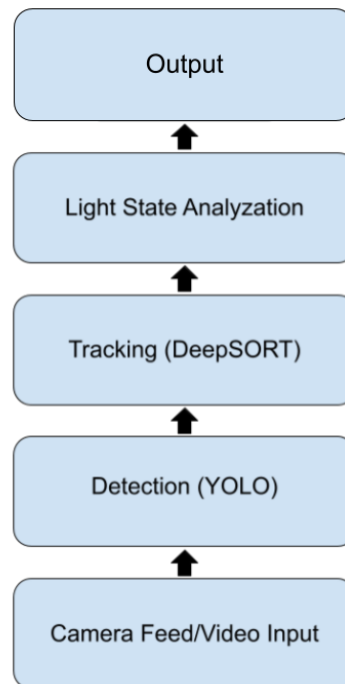 Output
Light State Analyzation
Tracking (DeepSORT)
Detection (YOLO)
Camera Feed/Video Input